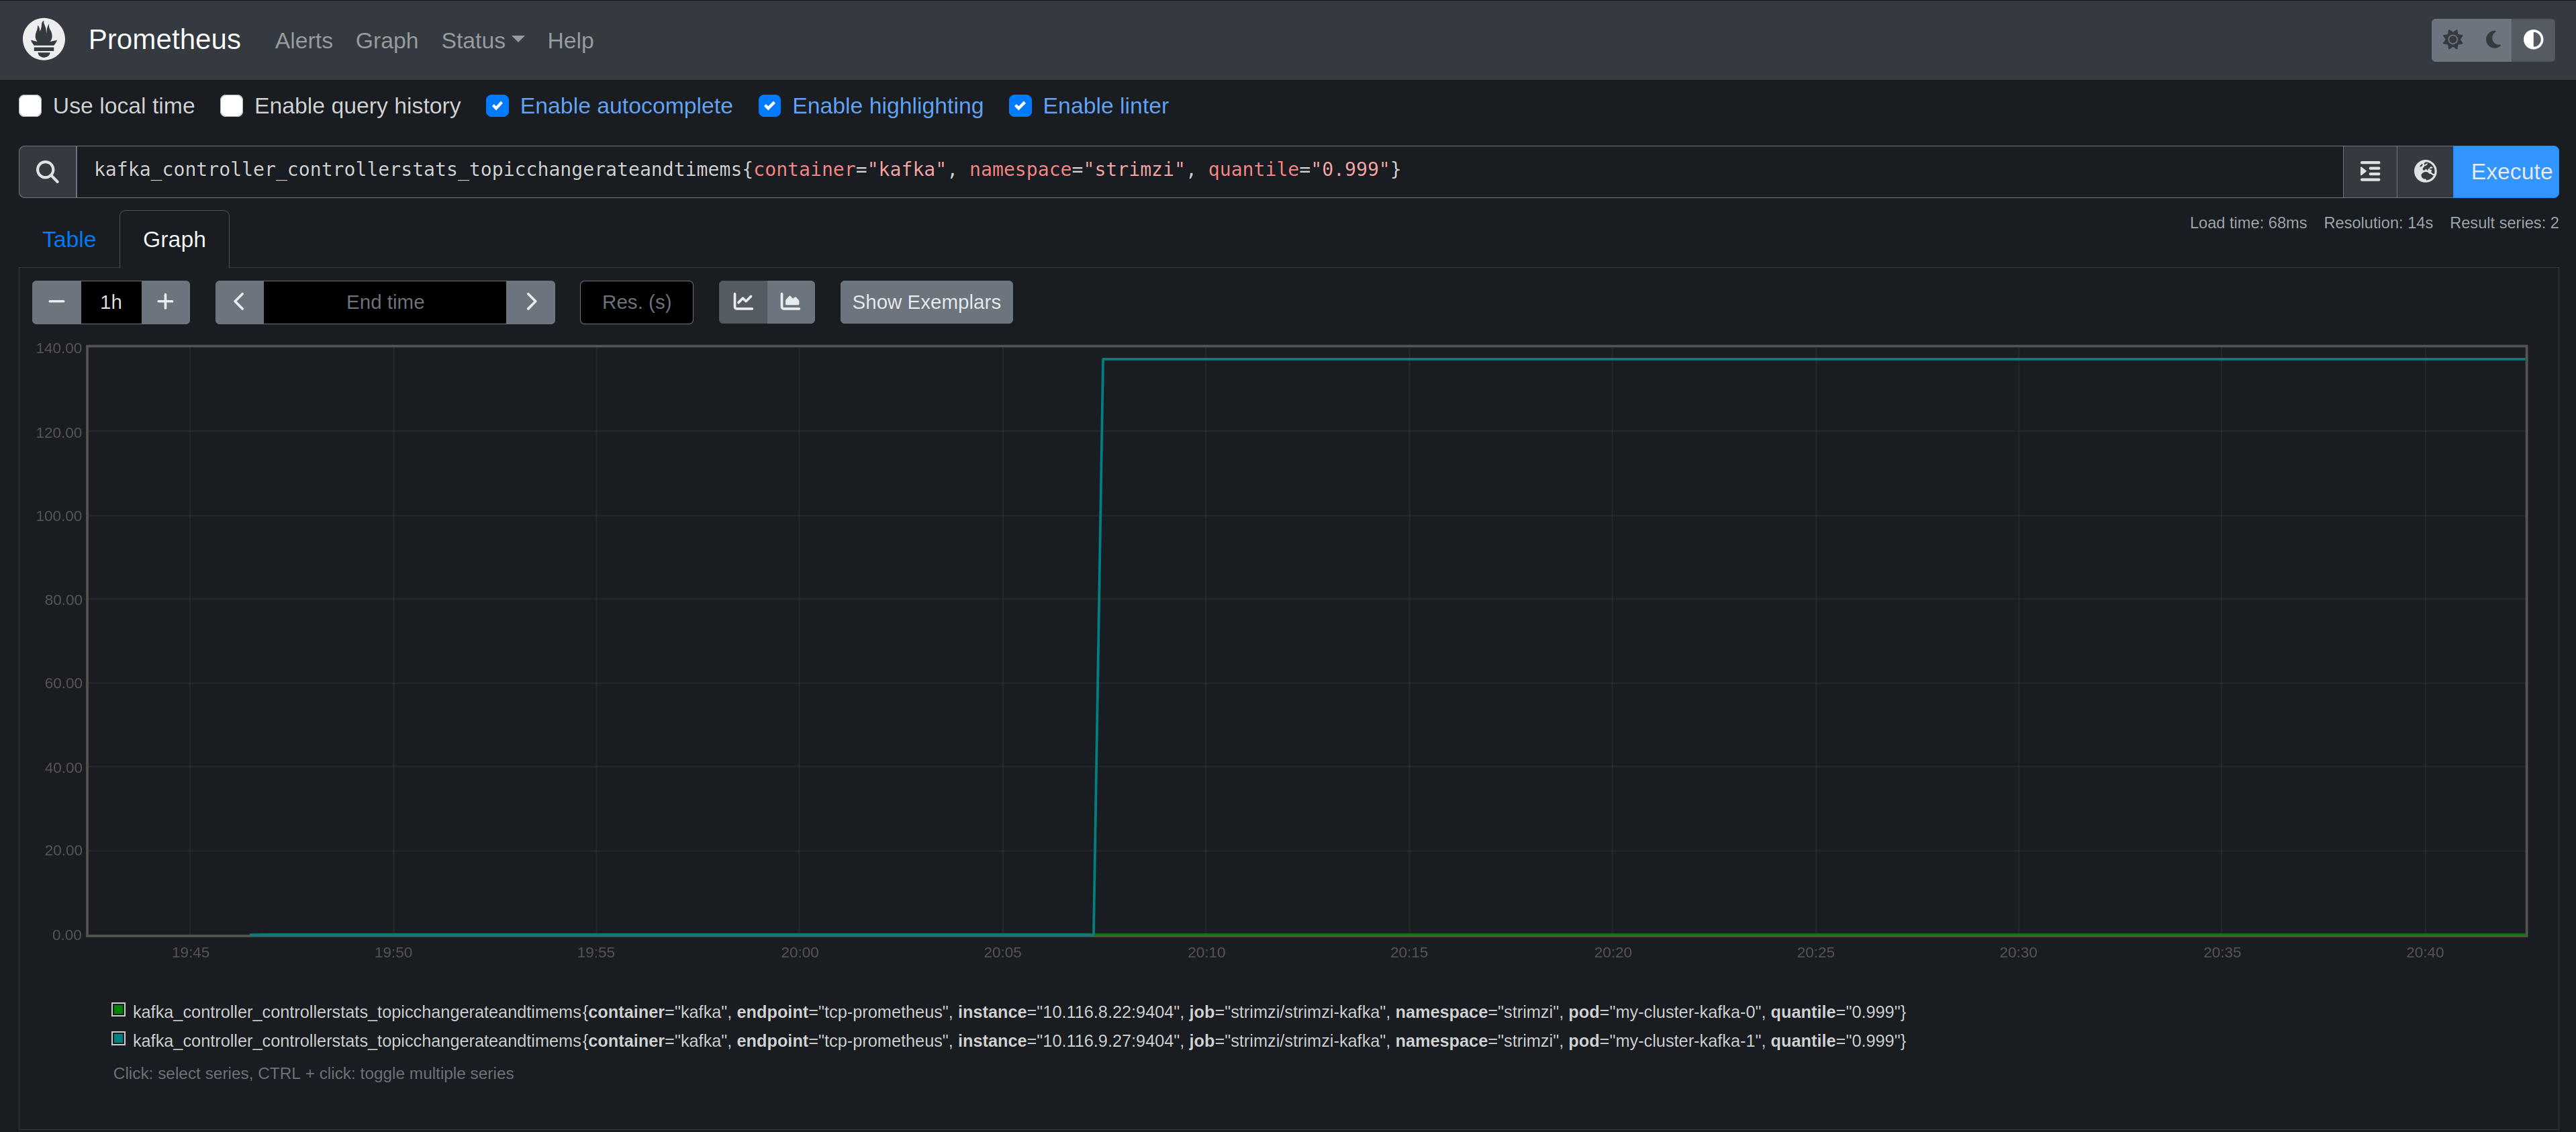 Prometheus Alerts Graph Status Help
Use local time Enable query history Enable autocomplete Enable highlighting Enable linter
kafka_controller_controllerstats_topicchangerateandtimems{container="kafka", namespace="strimzi", quantile="0.999"} Execute
Table Graph Load time: 68ms Resolution: 14s Result series: 2
1h End time Res. (s) Show Exemplars
140.00
120.00
100.00
80.00
60.00
40.00
20.00
0.00
19:45 19:50 19:55 20:00 20:05 20:10 20:15 20:20 20:25 20:30 20:35 20:40
kafka_controller_controllerstats_topicchangerateandtimems{container="kafka", endpoint="tcp-prometheus", instance="10.116.8.22:9404", job="strimzi/strimzi-kafka", namespace="strimzi", pod="my-cluster-kafka-0", quantile="0.999"}
kafka_controller_controllerstats_topicchangerateandtimems{container="kafka", endpoint="tcp-prometheus", instance="10.116.9.27:9404", job="strimzi/strimzi-kafka", namespace="strimzi", pod="my-cluster-kafka-1", quantile="0.999"}
Click: select series, CTRL + click: toggle multiple series